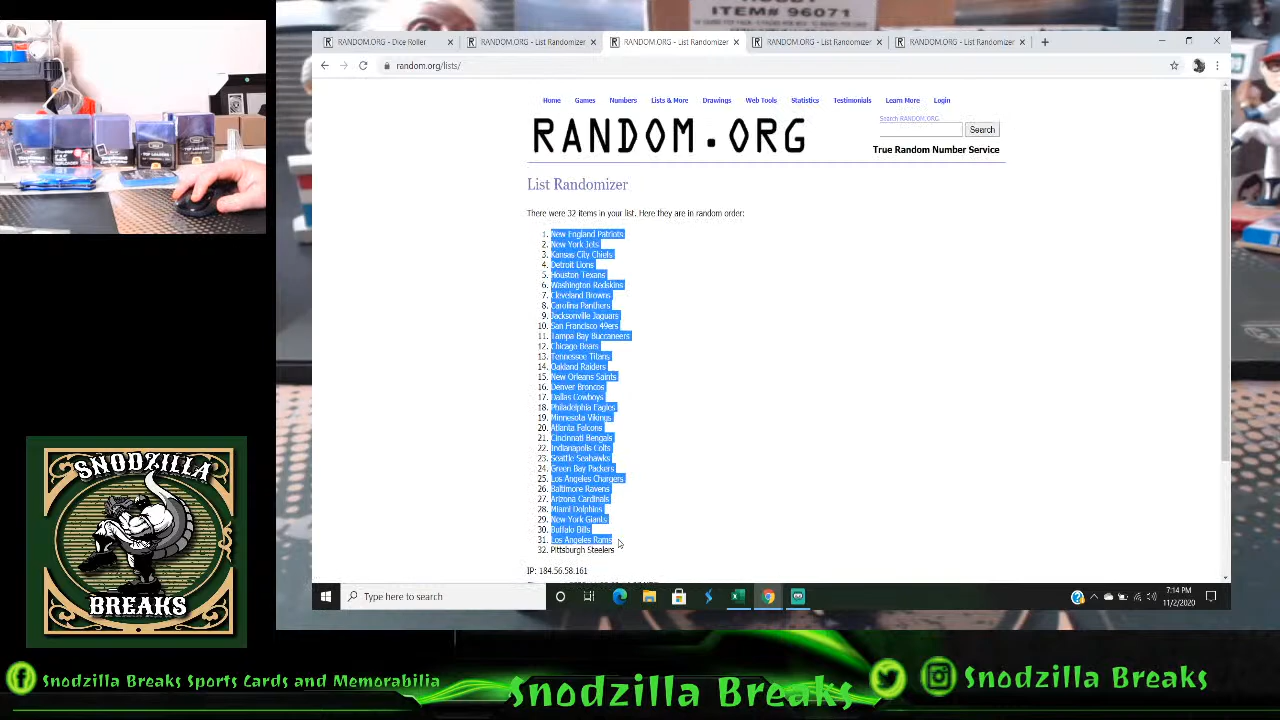 ITEM# 96071
RANDOM.ORG - Dice Roller
RANDOM.ORG - List Randomizer
RANDOM.ORG - List Randomizer
RANDOM.ORG - List Randomizer
RANDOM.ORG - List Randomizer
random.org/lists/
Home Games Numbers Lists & More Drawings Web Tools Statistics Testimonials Learn More Login
RANDOM.ORG
Search RANDOM.ORG
Search
True Random Number Service
List Randomizer
There were 32 items in your list. Here they are in random order:
1. New England Patriots
2. New York Jets
3. Kansas City Chiefs
4. Detroit Lions
5. Houston Texans
6. Washington Redskins
7. Cleveland Browns
8. Carolina Panthers
9. Jacksonville Jaguars
10. San Francisco 49ers
11. Tampa Bay Buccaneers
12. Chicago Bears
13. Tennessee Titans
14. Oakland Raiders
15. New Orleans Saints
16. Denver Broncos
17. Dallas Cowboys
18. Philadelphia Eagles
19. Minnesota Vikings
20. Atlanta Falcons
21. Cincinnati Bengals
22. Indianapolis Colts
23. Seattle Seahawks
24. Green Bay Packers
25. Los Angeles Chargers
26. Baltimore Ravens
27. Arizona Cardinals
28. Miami Dolphins
29. New York Giants
30. Buffalo Bills
31. Los Angeles Rams
32. Pittsburgh Steelers
IP: 184.56.58.161
Type here to search
7:14 PM
11/2/2020
SNODZILLA
BREAKS
Snodzilla Breaks Sports Cards and Memorabilia
Snodzilla Breaks
Snodzilla Breaks